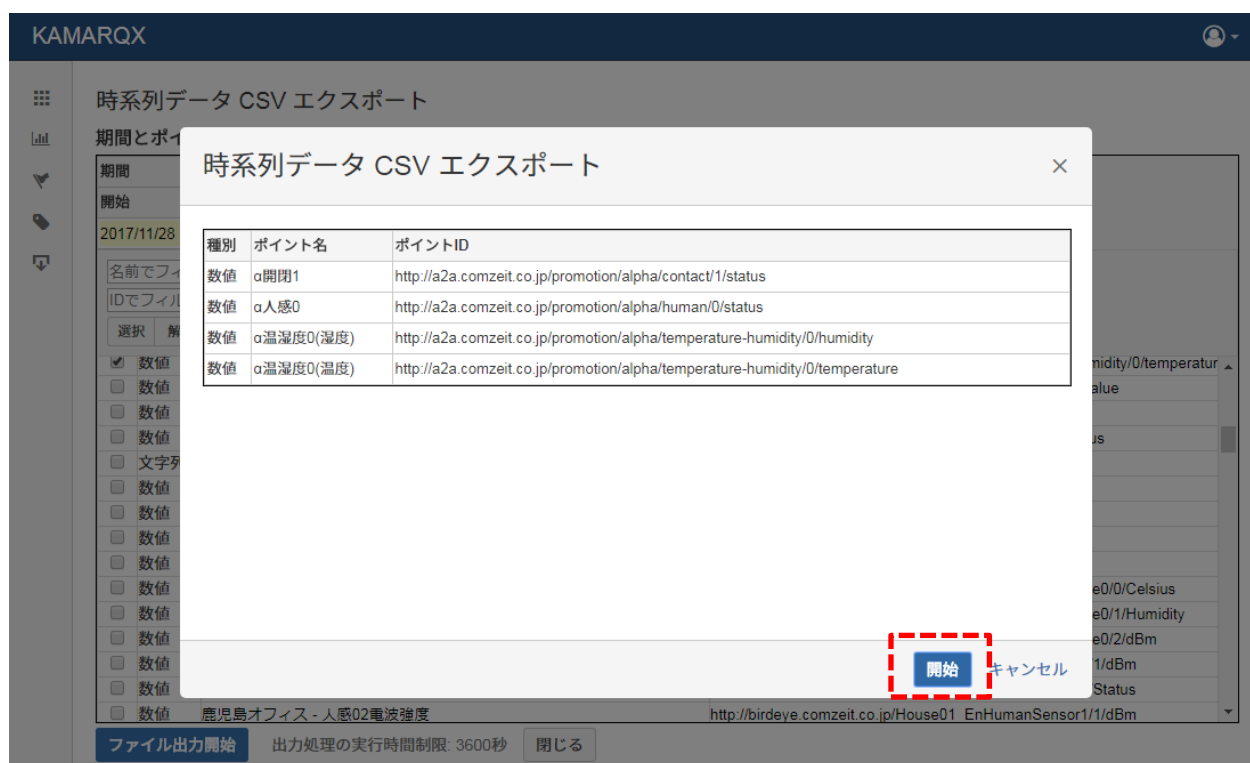 KAMARQX
時系列データ CSV エクスポート
期間とポイ
期間
開始
2017/11/28
名前でフィ
IDでフィル
選択 解
時系列データ CSV エクスポート ×
種別 ポイント名 ポイントID
数値 α開閉1 http://a2a.comzeit.co.jp/promotion/alpha/contact/1/status
数値 α人感0 http://a2a.comzeit.co.jp/promotion/alpha/human/0/status
数値 α温湿度0(湿度) http://a2a.comzeit.co.jp/promotion/alpha/temperature-humidity/0/humidity
数値 α温湿度0(温度) http://a2a.comzeit.co.jp/promotion/alpha/temperature-humidity/0/temperature
開始 キャンセル
数値 midity/0/temperatur
数値 alue
数値
数値 us
文字列
数値
数値
数値
数値
数値 e0/0/Celsius
数値 e0/1/Humidity
数値 e0/2/dBm
数値 1/dBm
数値 /Status
数値 鹿児島オフィス - 人感02電波強度 http://birdeye.comzeit.co.jp/House01_EnHumanSensor1/1/dBm
ファイル出力開始 出力処理の実行時間制限: 3600秒 閉じる